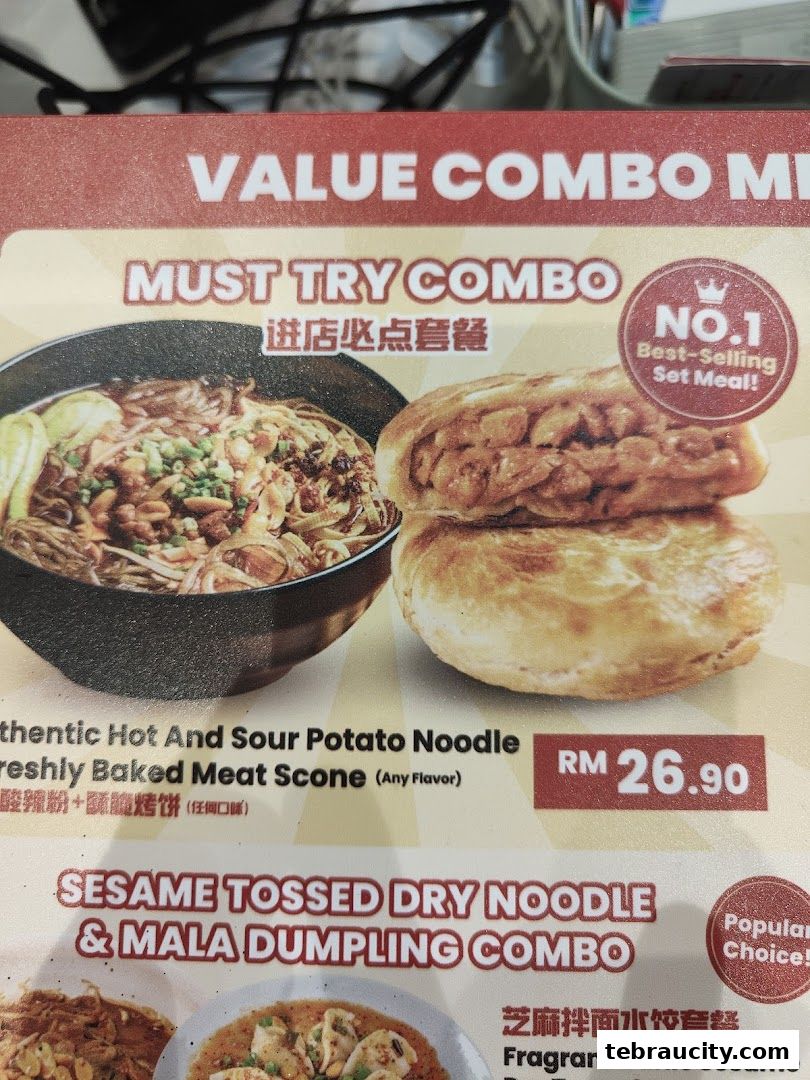 VALUE COMBO
MUST TRY COMBO
进店必点套餐
NO.1
Best-Selling
Set Meal!
Hot And Sour Potato Noodle
Baked Meat Scone (Any Flavor)
酸辣粉+酥脆烤饼 (任何口味)
RM 26.90
SESAME TOSSED DRY NOODLE
& MALA DUMPLING COMBO
Popular
Choice!
芝麻拌面水饺套餐
tebraucity.com